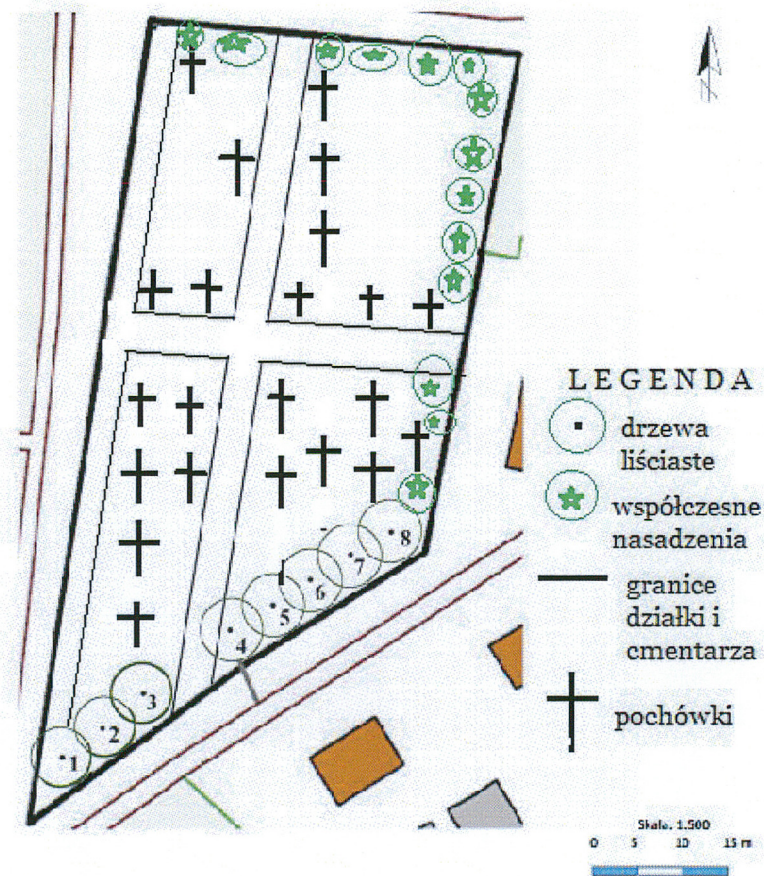 LEGENDA
drzewa
liściaste
współczesne
nasadzenia
granice
działki i
cmentarza
pochówki
8
7
6
5
4
3
2
1
Skala. 1:500
0 5 10 15 m